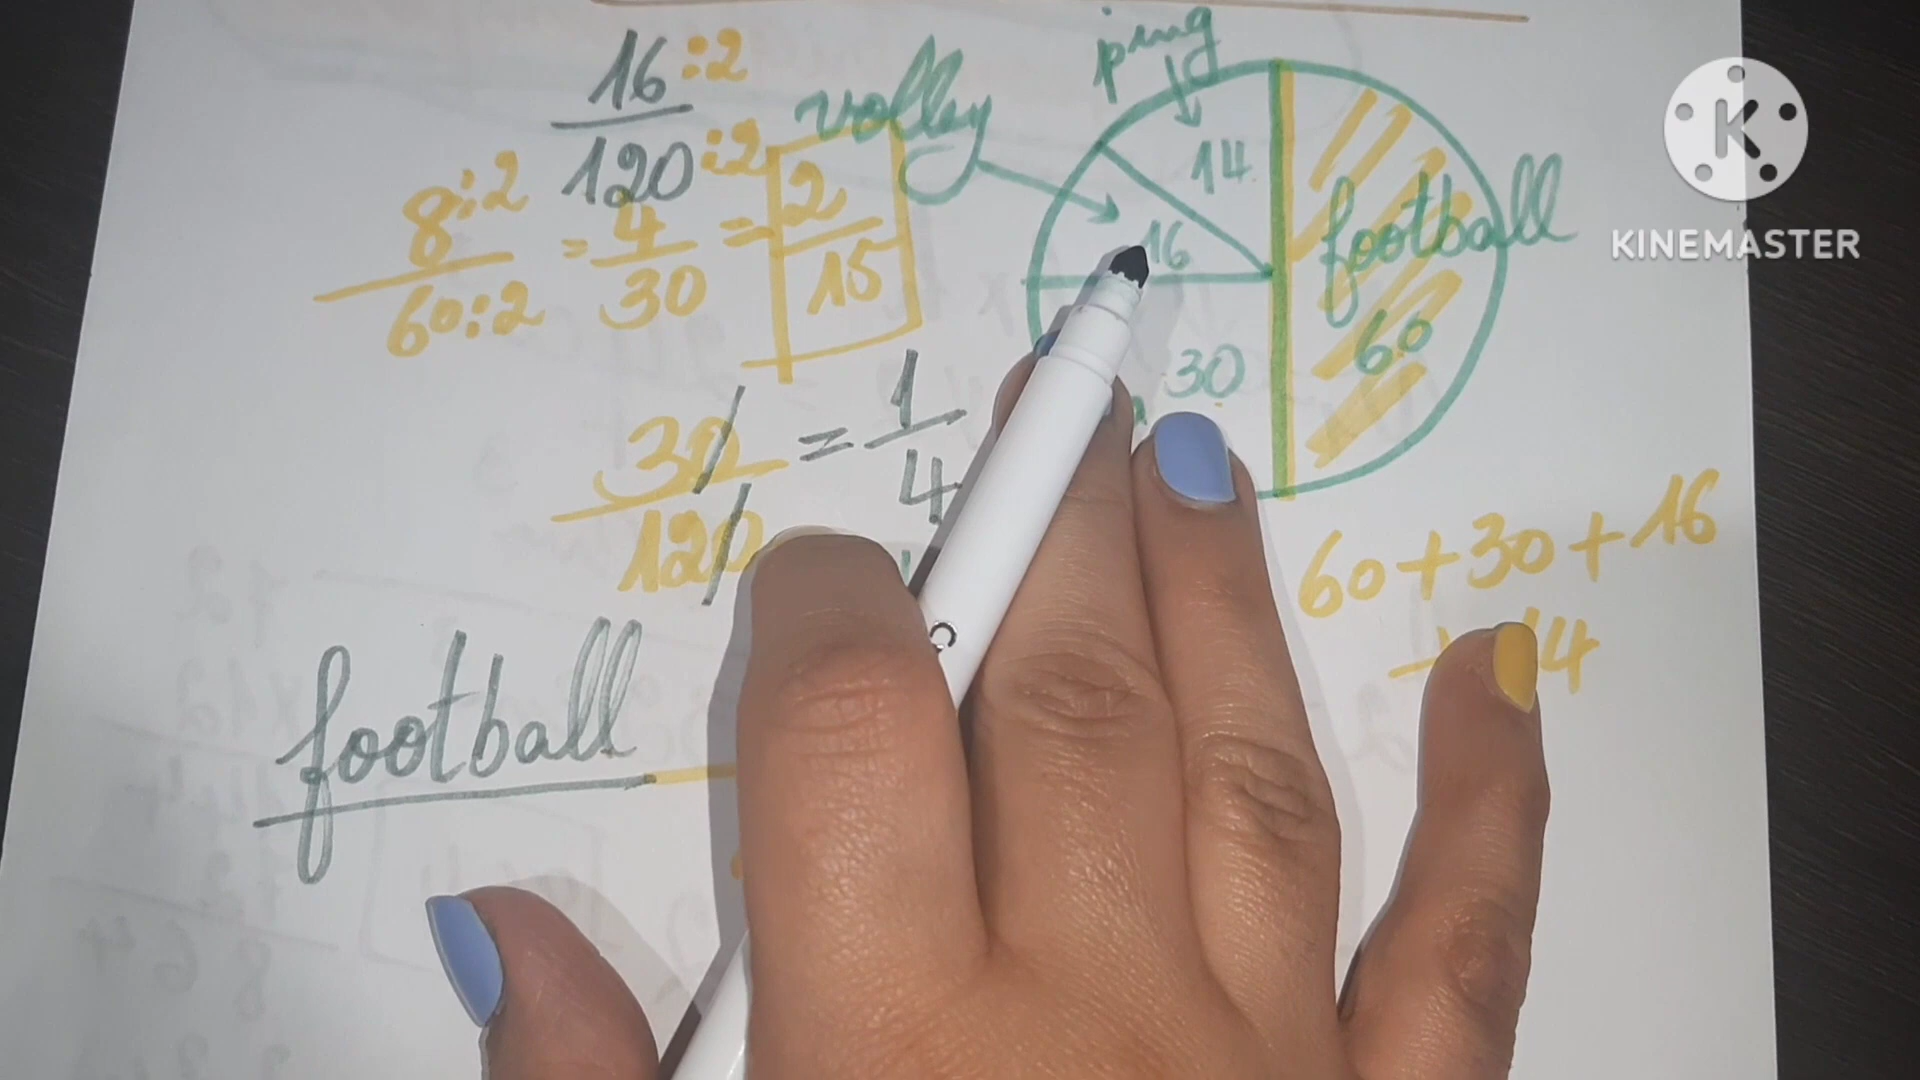 16 :2
120 :2
8:2 = 4 = 2
60:2 30 15
volley
ping
14
16
30
football
60
30 = 1
120 4
60+30+16
football
K
KINEMASTER